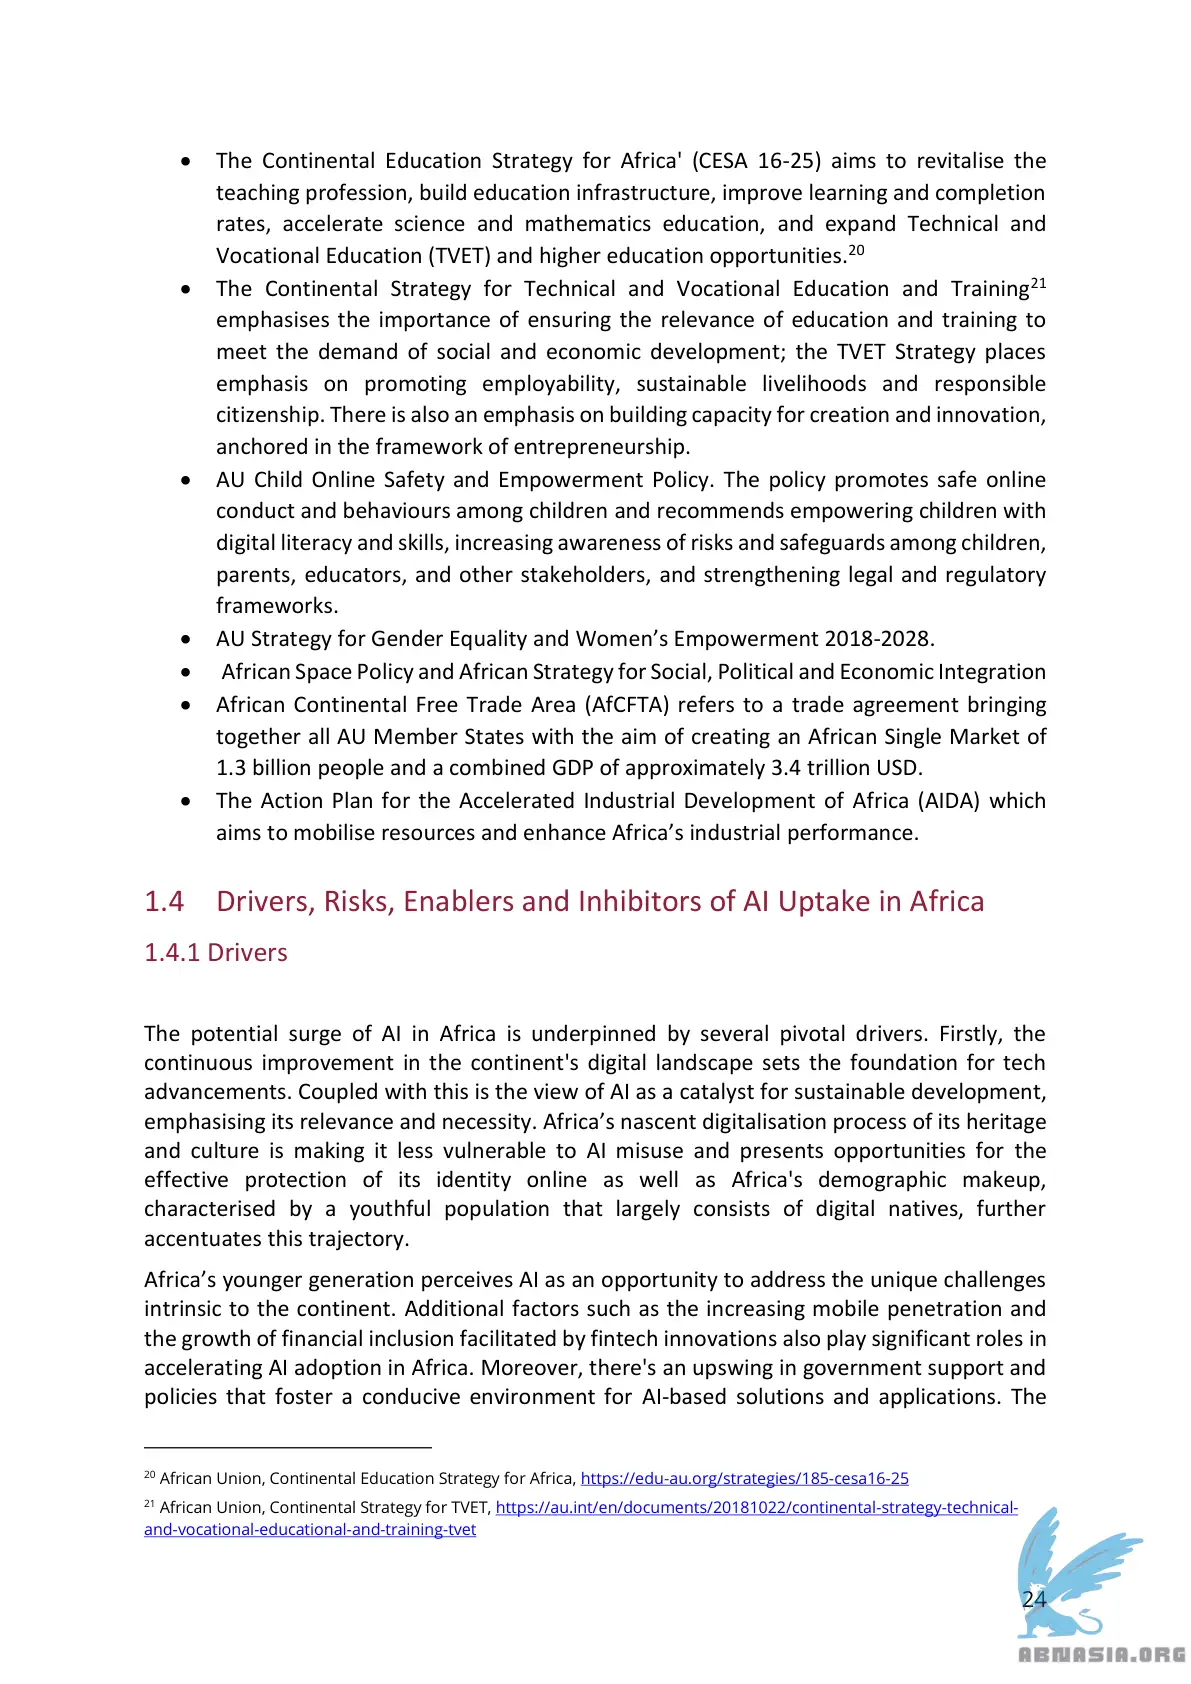 • The Continental Education Strategy for Africa' (CESA 16-25) aims to revitalise the
teaching profession, build education infrastructure, improve learning and completion
rates, accelerate science and mathematics education, and expand Technical and
Vocational Education (TVET) and higher education opportunities.20
• The Continental Strategy for Technical and Vocational Education and Training21
emphasises the importance of ensuring the relevance of education and training to
meet the demand of social and economic development; the TVET Strategy places
emphasis on promoting employability, sustainable livelihoods and responsible
citizenship. There is also an emphasis on building capacity for creation and innovation,
anchored in the framework of entrepreneurship.
• AU Child Online Safety and Empowerment Policy. The policy promotes safe online
conduct and behaviours among children and recommends empowering children with
digital literacy and skills, increasing awareness of risks and safeguards among children,
parents, educators, and other stakeholders, and strengthening legal and regulatory
frameworks.
• AU Strategy for Gender Equality and Women’s Empowerment 2018-2028.
• African Space Policy and African Strategy for Social, Political and Economic Integration
• African Continental Free Trade Area (AfCFTA) refers to a trade agreement bringing
together all AU Member States with the aim of creating an African Single Market of
1.3 billion people and a combined GDP of approximately 3.4 trillion USD.
• The Action Plan for the Accelerated Industrial Development of Africa (AIDA) which
aims to mobilise resources and enhance Africa’s industrial performance.
1.4 Drivers, Risks, Enablers and Inhibitors of AI Uptake in Africa
1.4.1 Drivers
The potential surge of AI in Africa is underpinned by several pivotal drivers. Firstly, the
continuous improvement in the continent's digital landscape sets the foundation for tech
advancements. Coupled with this is the view of AI as a catalyst for sustainable development,
emphasising its relevance and necessity. Africa’s nascent digitalisation process of its heritage
and culture is making it less vulnerable to AI misuse and presents opportunities for the
effective protection of its identity online as well as Africa's demographic makeup,
characterised by a youthful population that largely consists of digital natives, further
accentuates this trajectory.
Africa’s younger generation perceives AI as an opportunity to address the unique challenges
intrinsic to the continent. Additional factors such as the increasing mobile penetration and
the growth of financial inclusion facilitated by fintech innovations also play significant roles in
accelerating AI adoption in Africa. Moreover, there's an upswing in government support and
policies that foster a conducive environment for AI-based solutions and applications. The
20 African Union, Continental Education Strategy for Africa, https://edu-au.org/strategies/185-cesa16-25
21 African Union, Continental Strategy for TVET, https://au.int/en/documents/20181022/continental-strategy-technical-
and-vocational-educational-and-training-tvet
24
ABNASIA.ORG